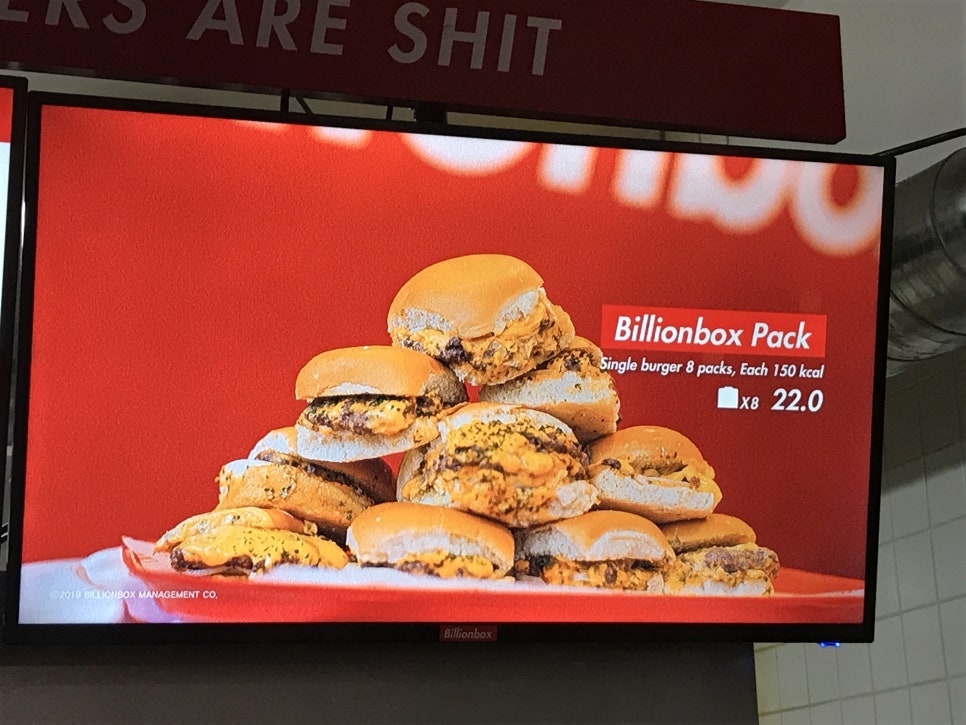 ERS ARE SHIT
Billionbox Pack
Single burger 8 packs, Each 150 kcal
X8 22.0
©2019 BILLIONBOX MANAGEMENT CO,
Billionbox